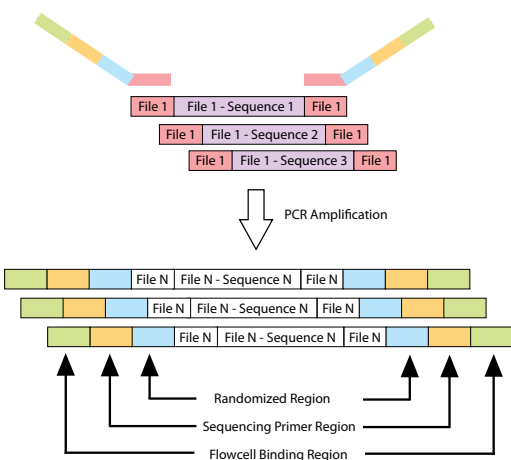 File 1 File 1 - Sequence 1 File 1
File 1 File 1 - Sequence 2 File 1
File 1 File 1 - Sequence 3 File 1
PCR Amplification
File N File N - Sequence N File N
File N File N - Sequence N File N
File N File N - Sequence N File N
Randomized Region
Sequencing Primer Region
Flowcell Binding Region